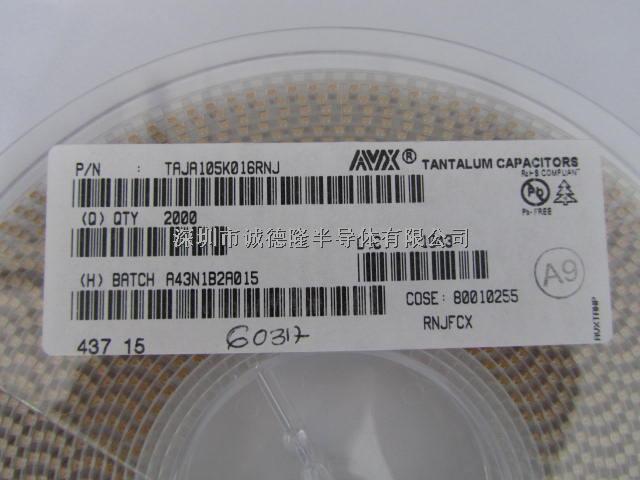 P/N : TAJA105K016RNJ
AVX® TANTALUM CAPACITORS
RoHS COMPLIANT
Pb
Pb-FREE
(Q) QTY 2000
深圳市诚德隆半导体有限公司
A9
(H) BATCH A43N1B2A015
COSE: 80010255
RNJFCX
437 15
60317